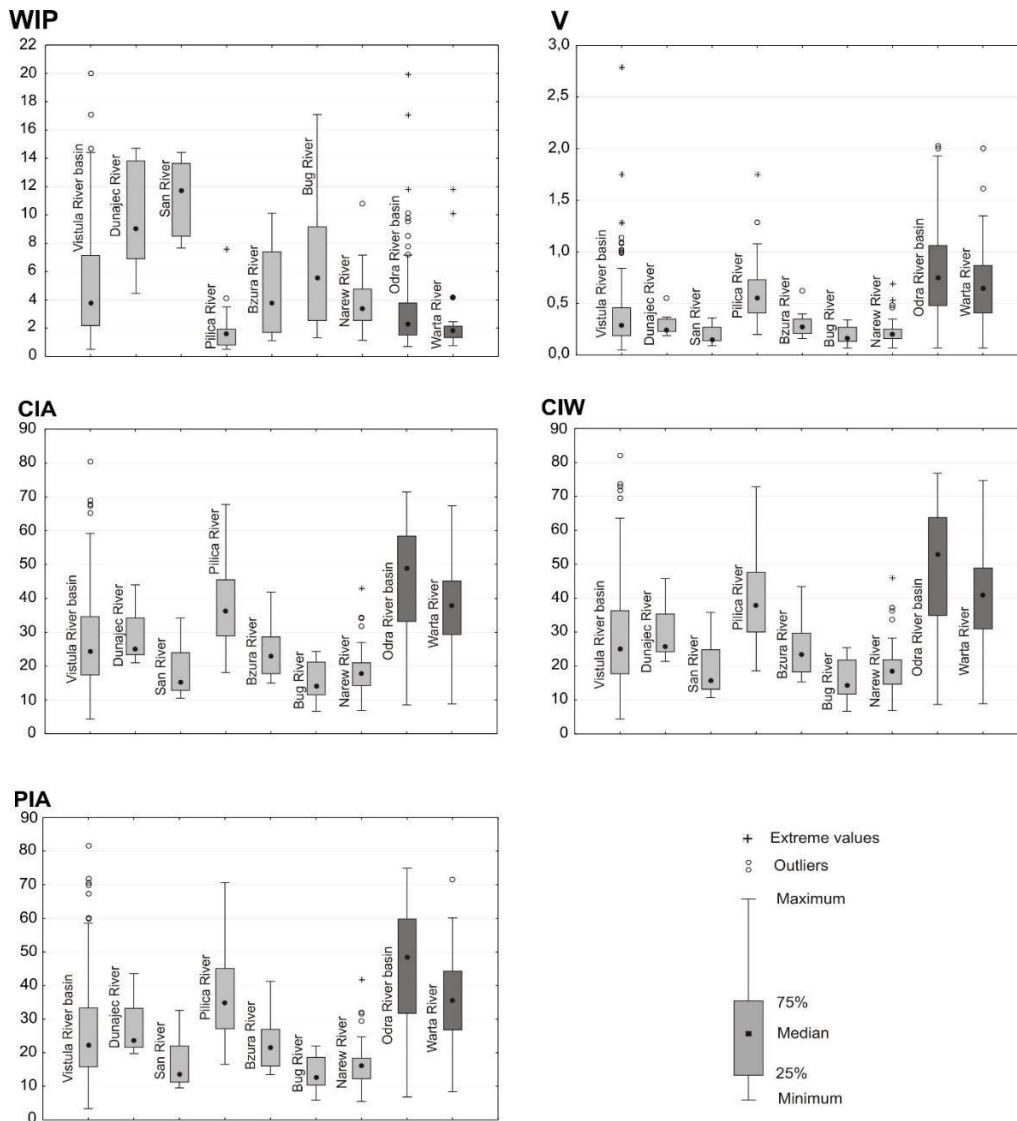 WIP
22
20
18
16
14
12
10
8
6
4
2
0
Vistula River basin
Dunajec River
San River
Pilica River
Bzura River
Bug River
Narew River
Odra River basin
Warta River
V
3,0
2,5
2,0
1,5
1,0
0,5
0,0
Vistula River basin
Dunajec River
San River
Pilica River
Bzura River
Bug River
Narew River
Odra River basin
Warta River
CIA
90
80
70
60
50
40
30
20
10
0
Vistula River basin
Dunajec River
San River
Pilica River
Bzura River
Bug River
Narew River
Odra River basin
Warta River
CIW
90
80
70
60
50
40
30
20
10
0
Vistula River basin
Dunajec River
San River
Pilica River
Bzura River
Bug River
Narew River
Odra River basin
Warta River
PIA
90
80
70
60
50
40
30
20
10
0
Vistula River basin
Dunajec River
San River
Pilica River
Bzura River
Bug River
Narew River
Odra River basin
Warta River
Extreme values
Outliers
Maximum
75%
Median
25%
Minimum